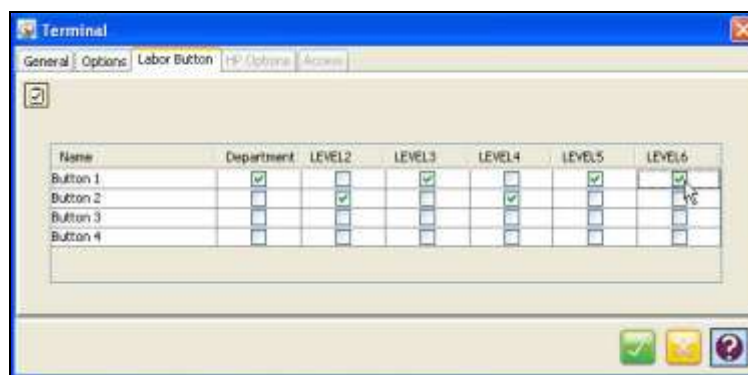 Terminal
General Options Labor Button HP Options Access
Name Department LEVEL2 LEVEL3 LEVEL4 LEVEL5 LEVEL6
Button 1
Button 2
Button 3
Button 4